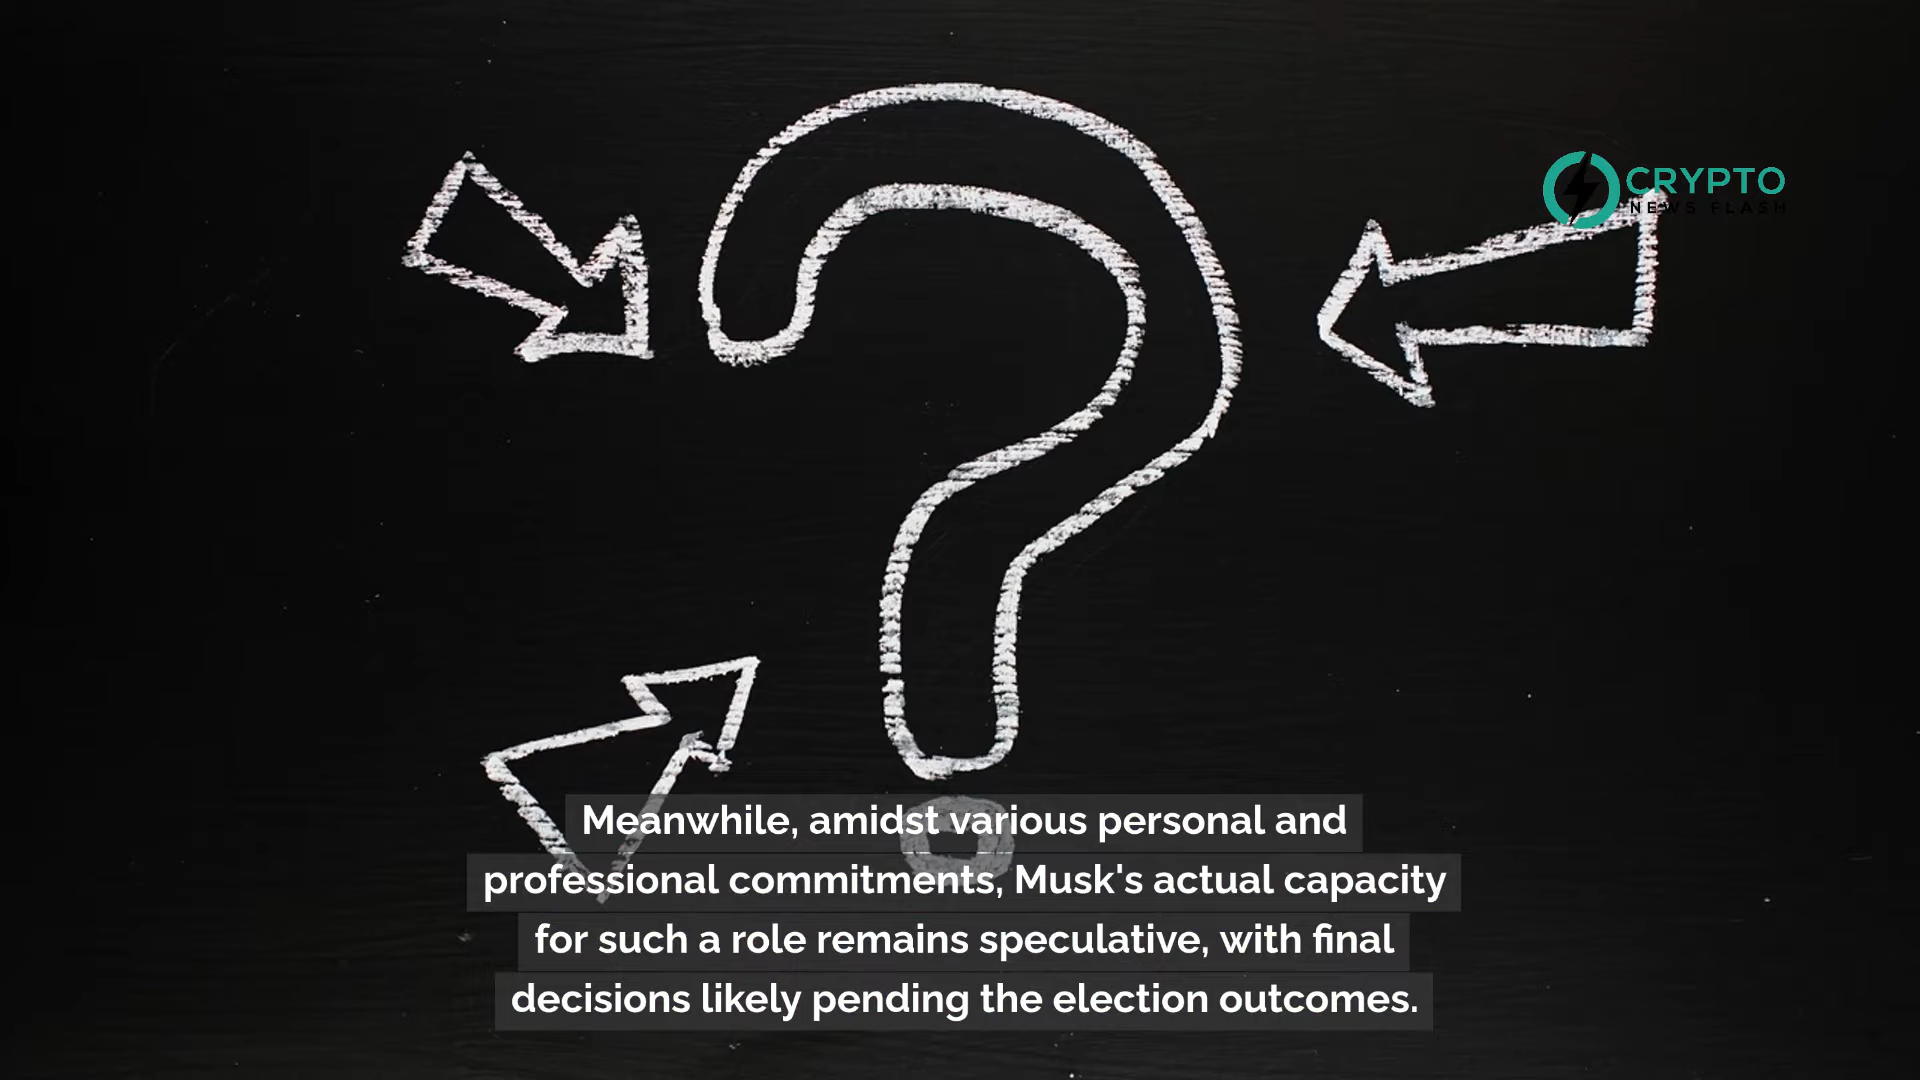 CRYPTO
NEWS FLASH
Meanwhile, amidst various personal and
professional commitments, Musk's actual capacity
for such a role remains speculative, with final
decisions likely pending the election outcomes.